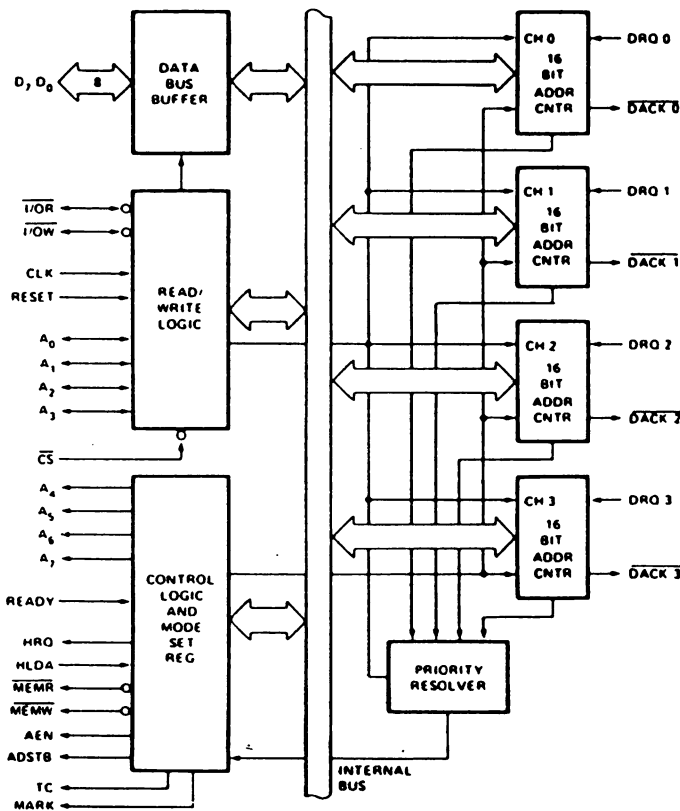 D, D₀
8
DATA
BUS
BUFFER
I/OR
I/OW
CLK
RESET
A₀
A₁
A₂
A₃
READ/
WRITE
LOGIC
CS
A₄
A₅
A₆
A₇
READY
HRQ
HLDA
MEMR
MEMW
AEN
ADSTB
TC
MARK
CONTROL
LOGIC
AND
MODE
SET
REG
INTERNAL
BUS
CH 0
16
BIT
ADDR
CNTR
DRQ 0
DACK 0
CH 1
16
BIT
ADDR
CNTR
DRQ 1
DACK 1
CH 2
16
BIT
ADDR
CNTR
DRQ 2
DACK 2
CH 3
16
BIT
ADDR
CNTR
DRQ 3
DACK 3
PRIORITY
RESOLVER